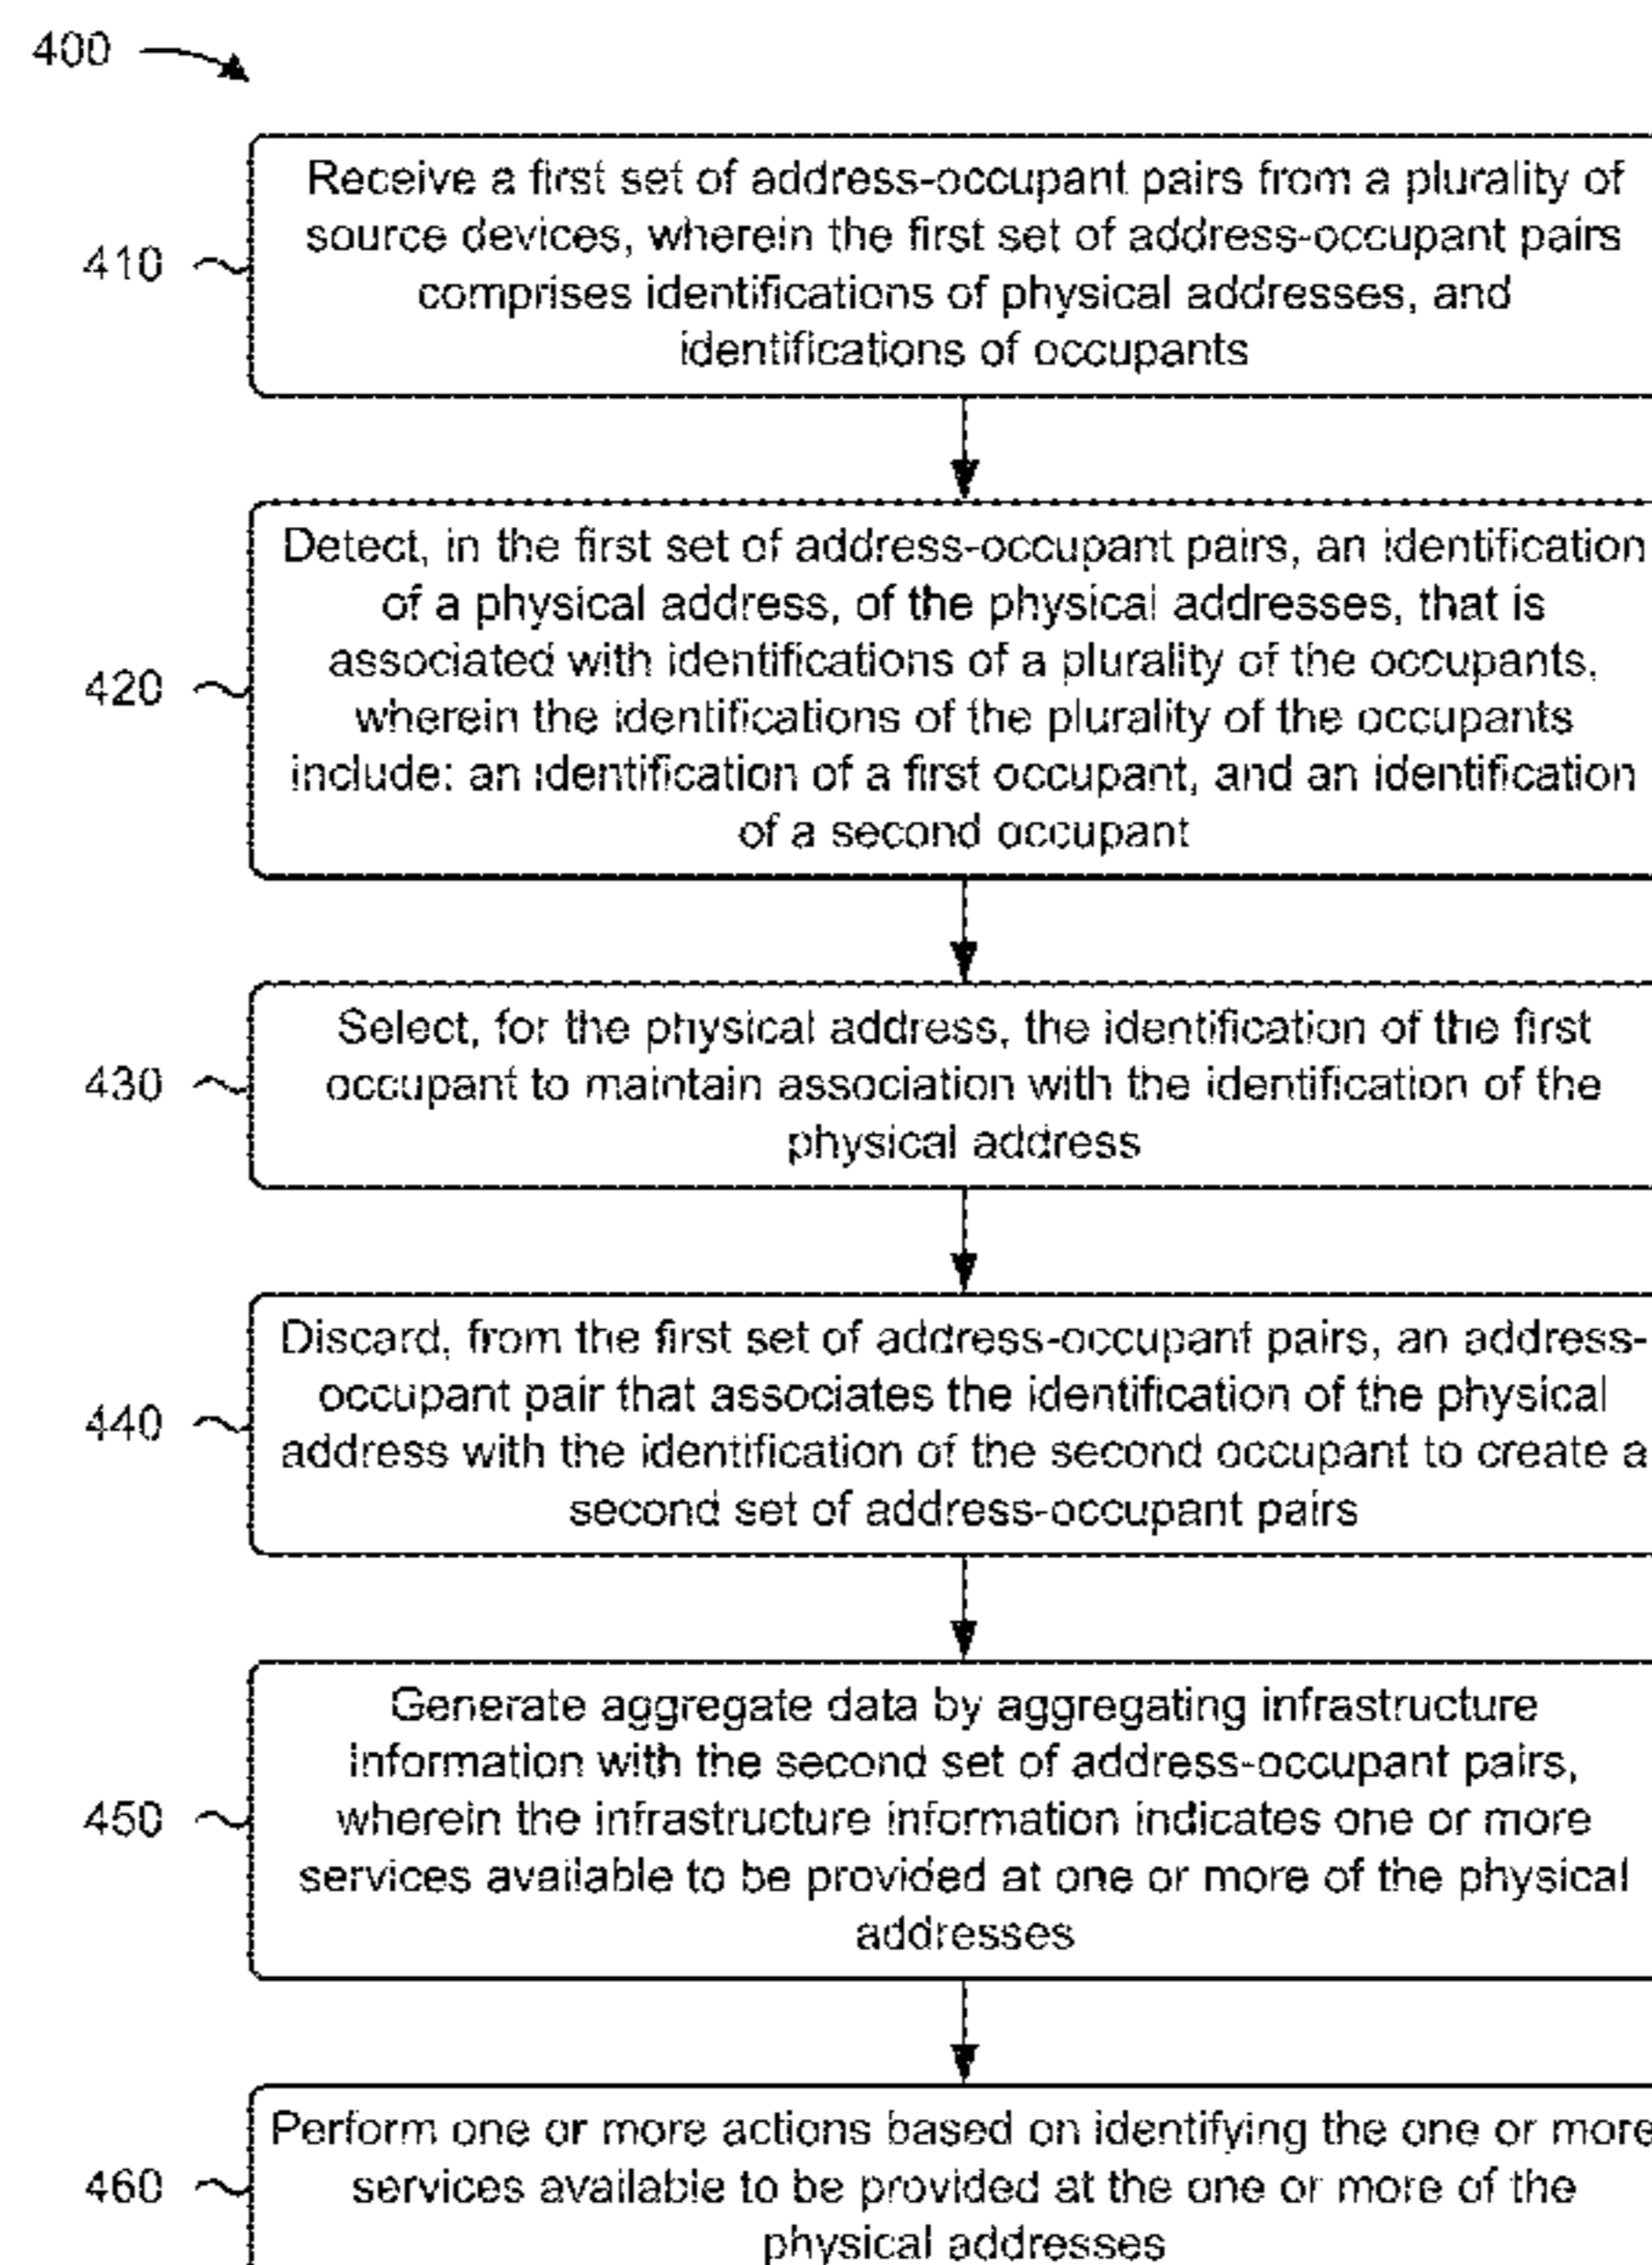 400
Receive a first set of address-occupant pairs from a plurality of
source devices, wherein the first set of address-occupant pairs
410
comprises identifications of physical addresses, and
identifications of occupants
Detect, in the first set of address-occupant pairs, an identification
of a physical address, of the physical addresses, that is
associated with identifications of a plurality of the occupants,
420
wherein the identifications of the plurality of the occupants
include: an identification of a first occupant, and an identification
of a second occupant
Select, for the physical address, the identification of the first
430
occupant to maintain association with the identification of the
physical address
Discard, from the first set of address-occupant pairs, an address-
occupant pair that associates the identification of the physical
440
address with the identification of the second occupant to create a
second set of address-occupant pairs
Generate aggregate data by aggregating infrastructure
information with the second set of address-occupant pairs,
450
wherein the infrastructure information indicates one or more
services available to be provided at one or more of the physical
addresses
Perform one or more actions based on identifying the one or more
460
services available to be provided at the one or more of the
physical addresses